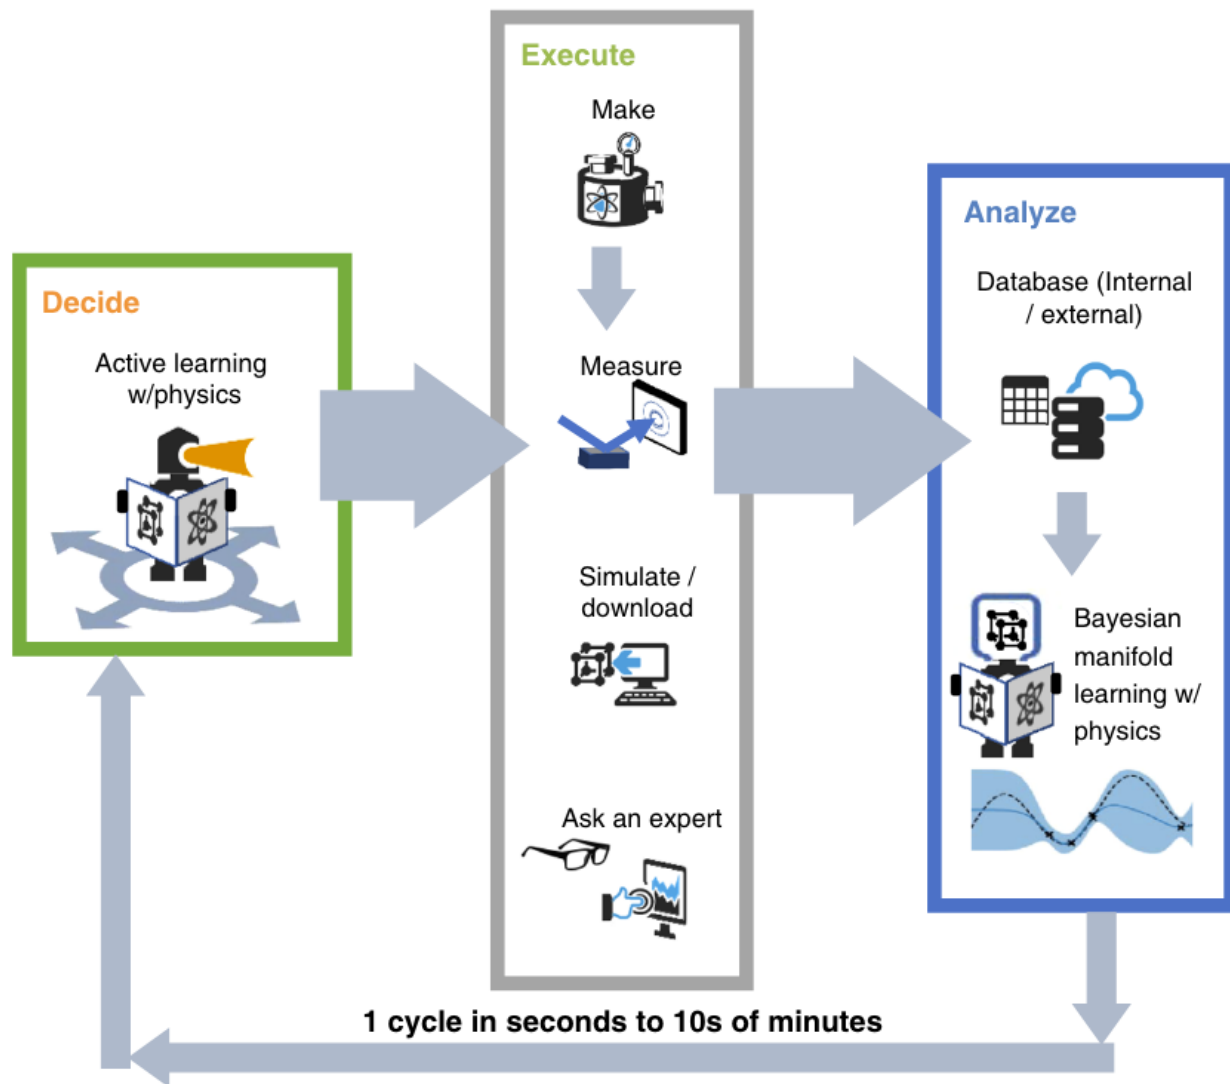 Decide
Active learning
w/physics
Execute
Make
Measure
Simulate /
download
Ask an expert
Analyze
Database (Internal
/ external)
Bayesian
manifold
learning w/
physics
1 cycle in seconds to 10s of minutes